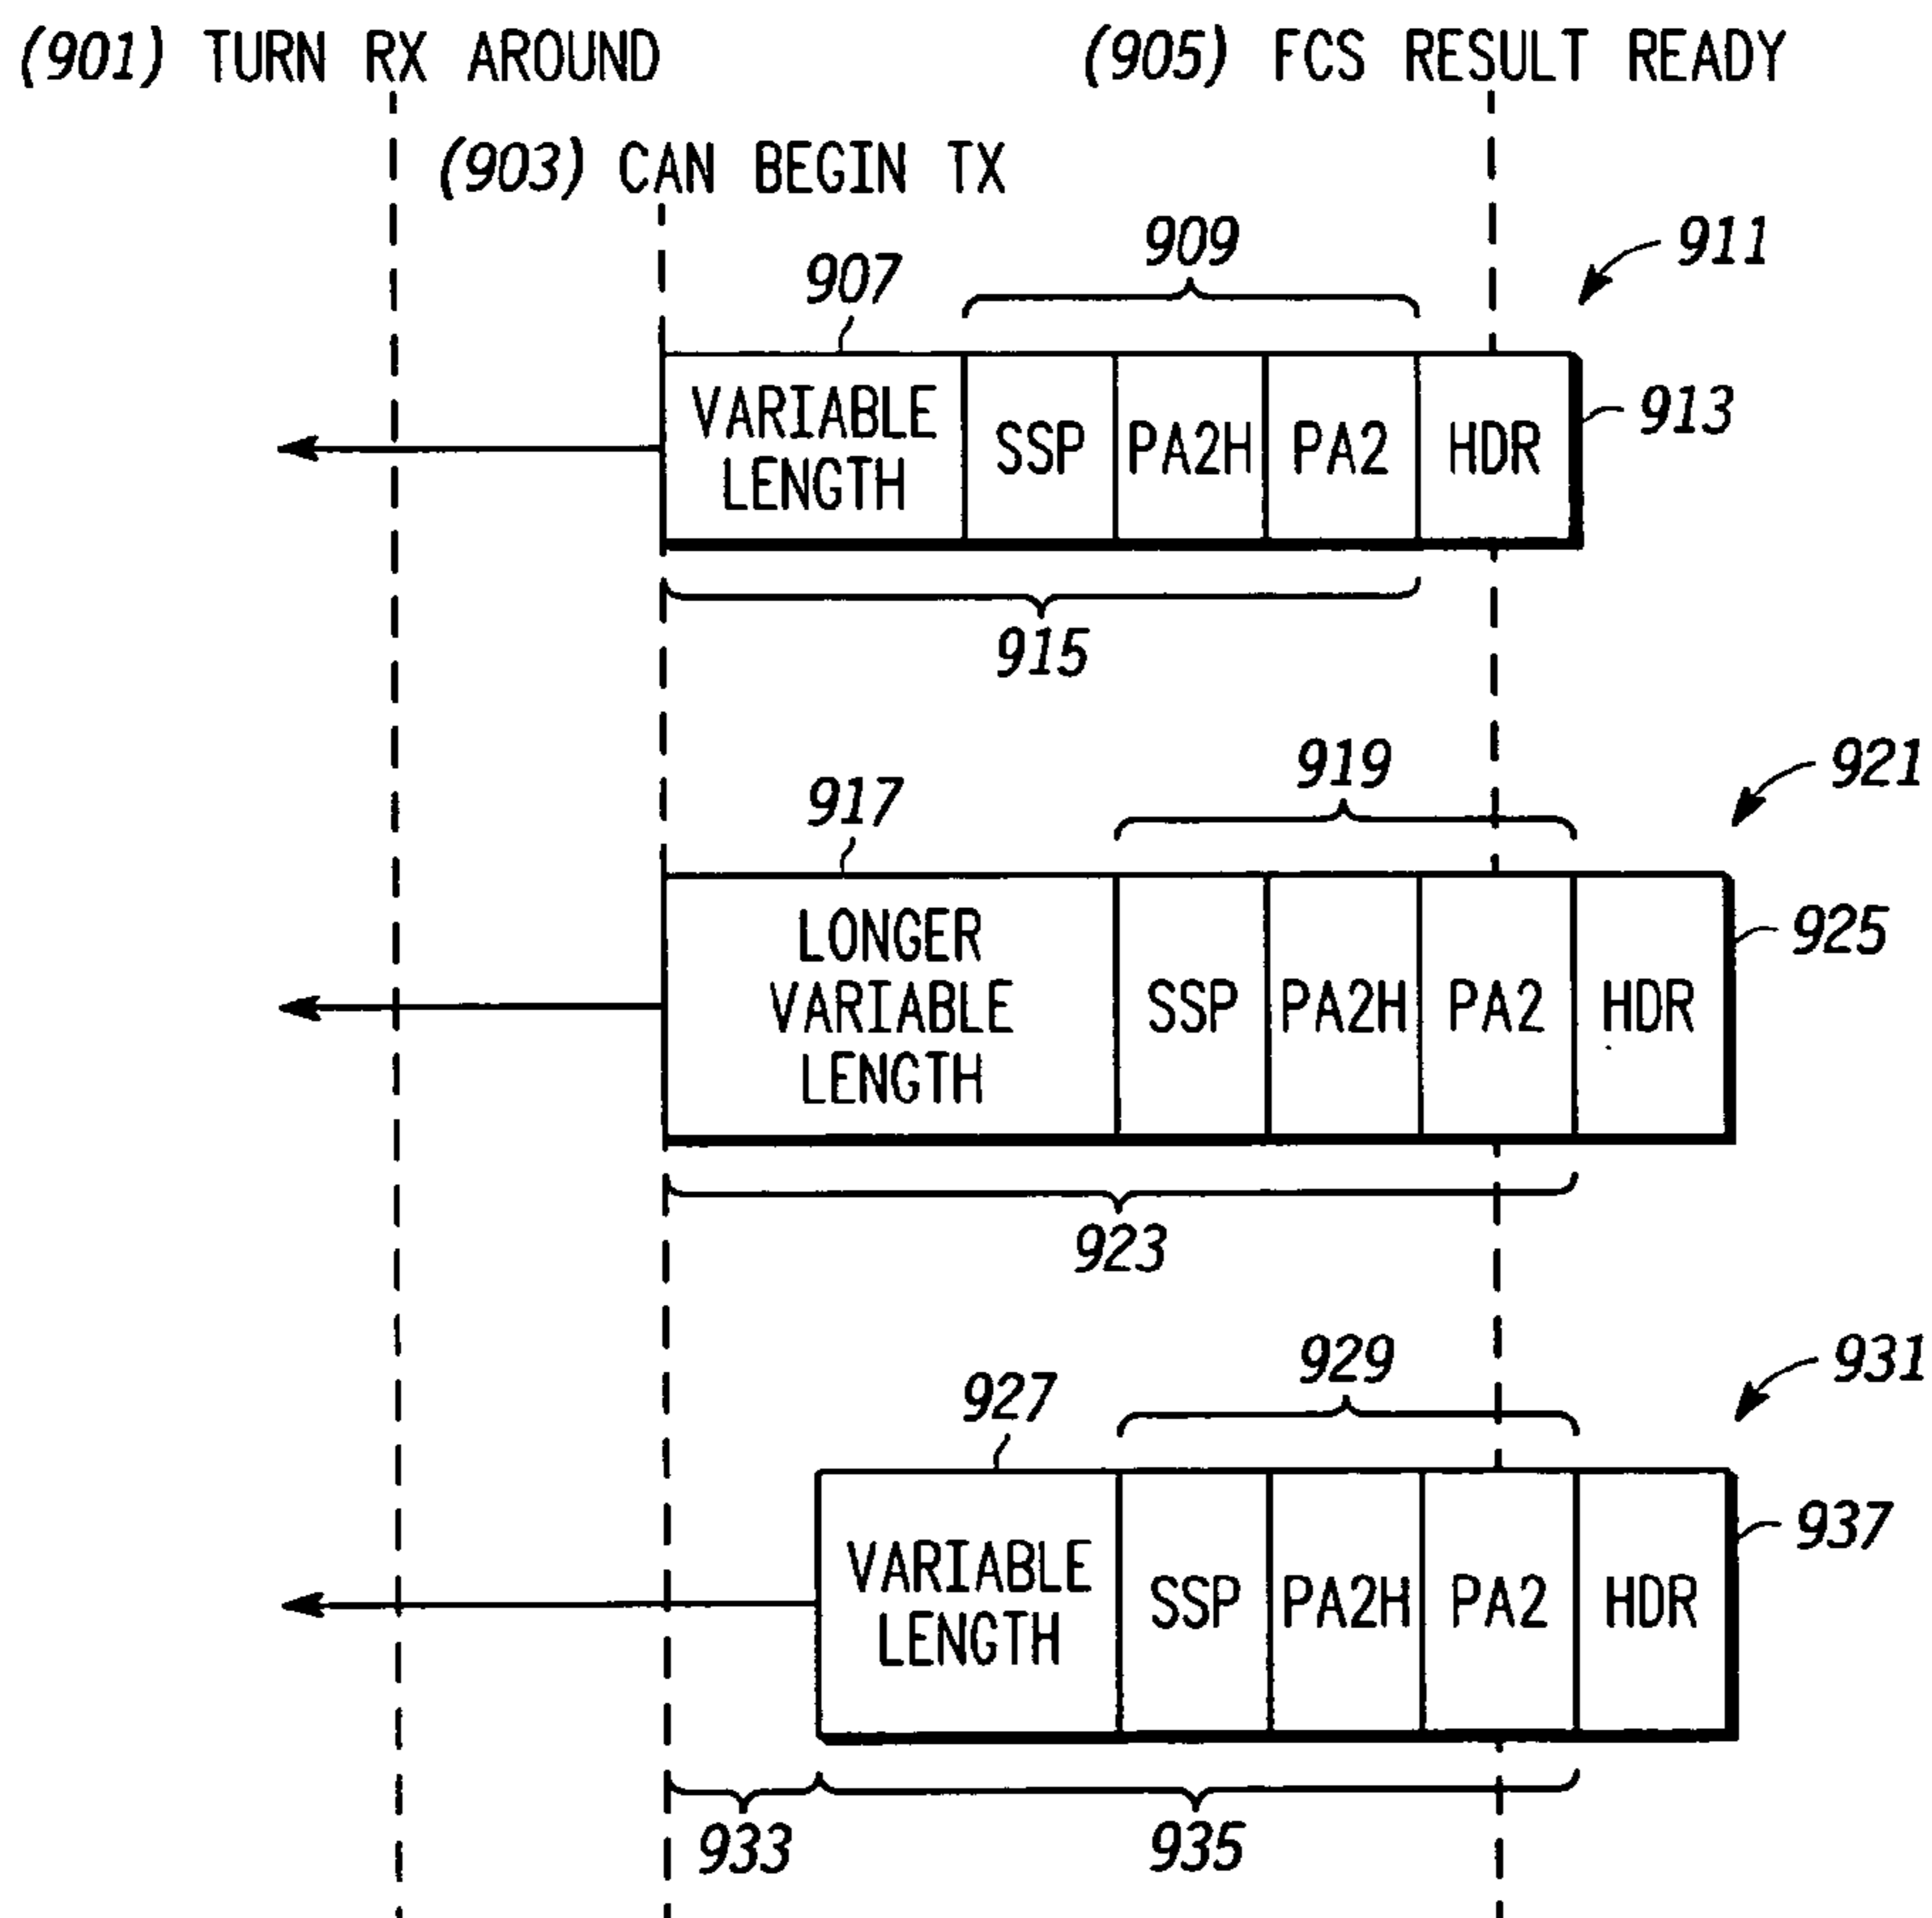 (901) TURN RX AROUND
(905) FCS RESULT READY
(903) CAN BEGIN TX
909
911
907
VARIABLE
LENGTH
SSP
PA2H
PA2
HDR
913
915
919
921
917
LONGER
VARIABLE
LENGTH
SSP
PA2H
PA2
HDR
925
923
929
931
927
VARIABLE
LENGTH
SSP
PA2H
PA2
HDR
937
933
935